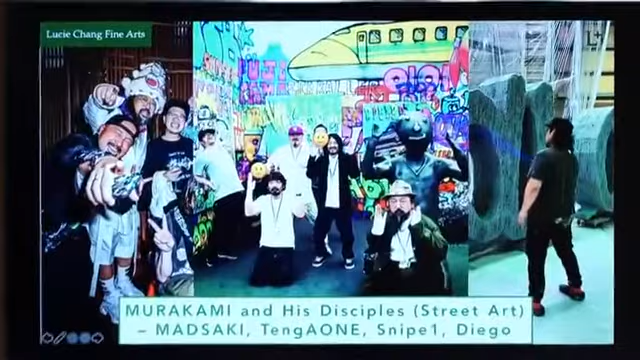 Lucie Chang Fine Arts
MURAKAMI and His Disciples (Street Art)
– MADSAKI, TengAONE, Snipe1, Diego